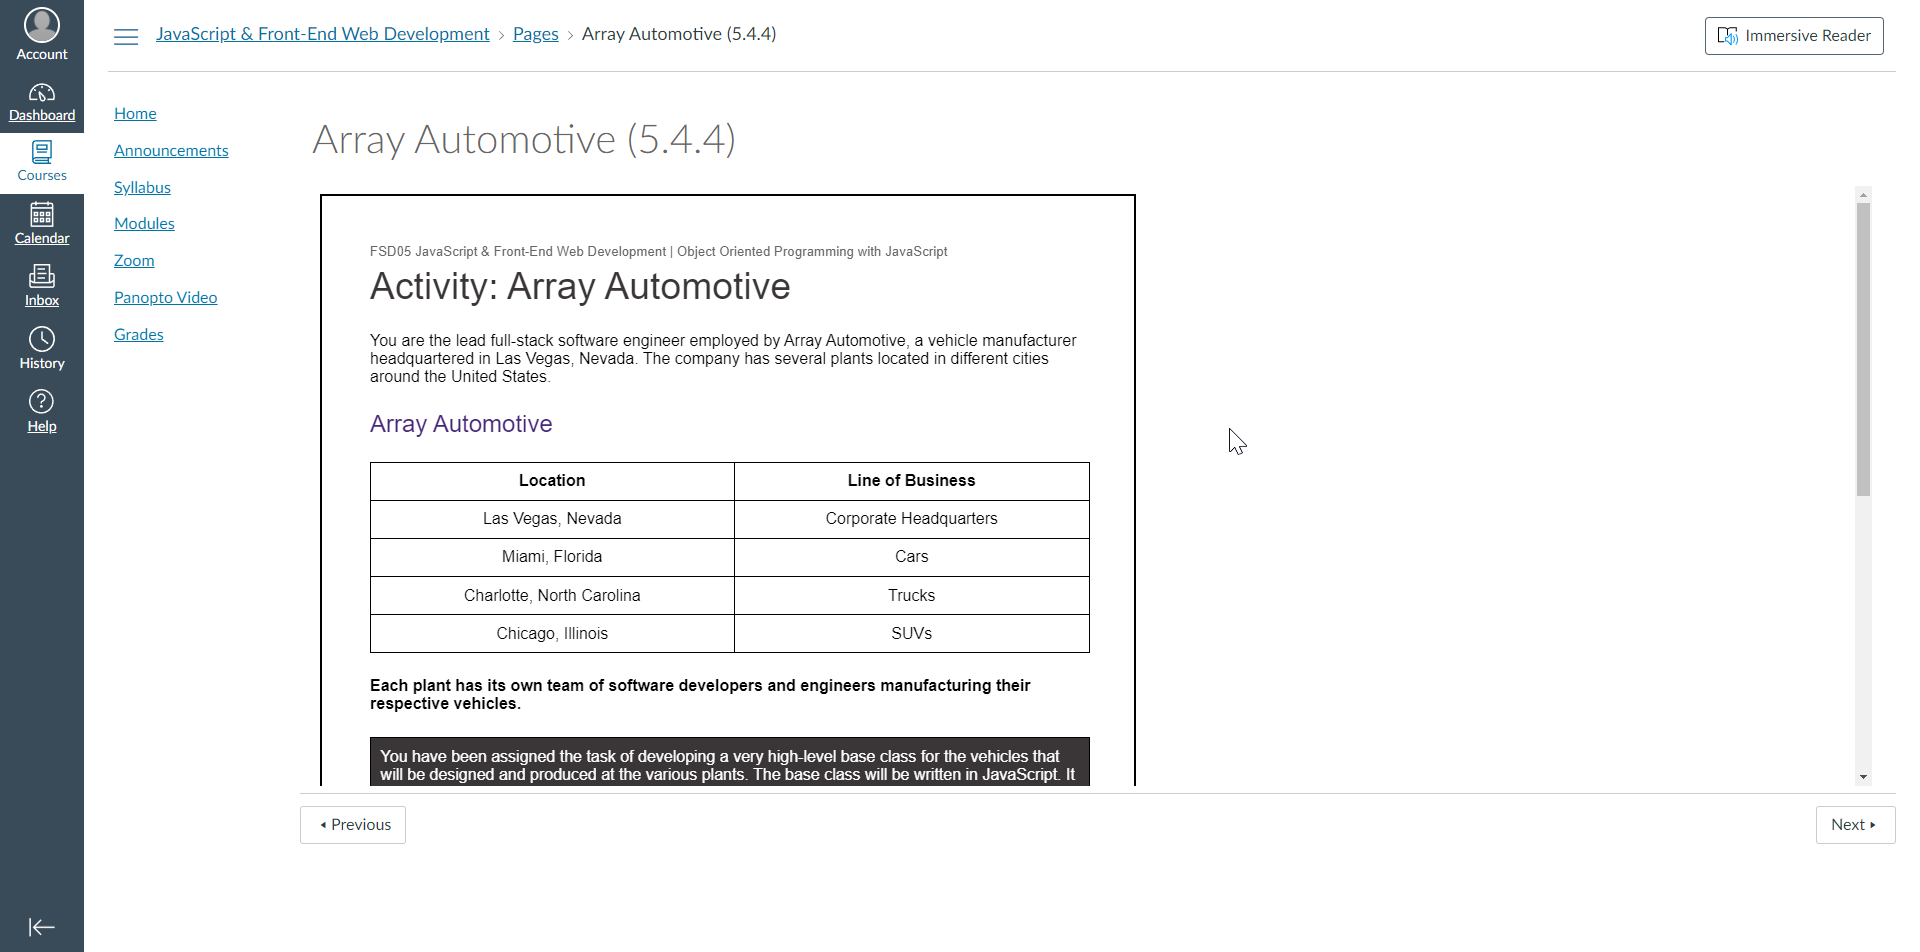 Account
Dashboard
Courses
Calendar
Inbox
History
Help
JavaScript & Front-End Web Development › Pages › Array Automotive (5.4.4)
Immersive Reader
Home
Announcements
Syllabus
Modules
Zoom
Panopto Video
Grades
Array Automotive (5.4.4)
FSD05 JavaScript & Front-End Web Development | Object Oriented Programming with JavaScript
Activity: Array Automotive
You are the lead full-stack software engineer employed by Array Automotive, a vehicle manufacturer
headquartered in Las Vegas, Nevada. The company has several plants located in different cities
around the United States.
Array Automotive
Location Line of Business
Las Vegas, Nevada Corporate Headquarters
Miami, Florida Cars
Charlotte, North Carolina Trucks
Chicago, Illinois SUVs
Each plant has its own team of software developers and engineers manufacturing their
respective vehicles.
You have been assigned the task of developing a very high-level base class for the vehicles that
will be designed and produced at the various plants. The base class will be written in JavaScript. It
Previous
Next